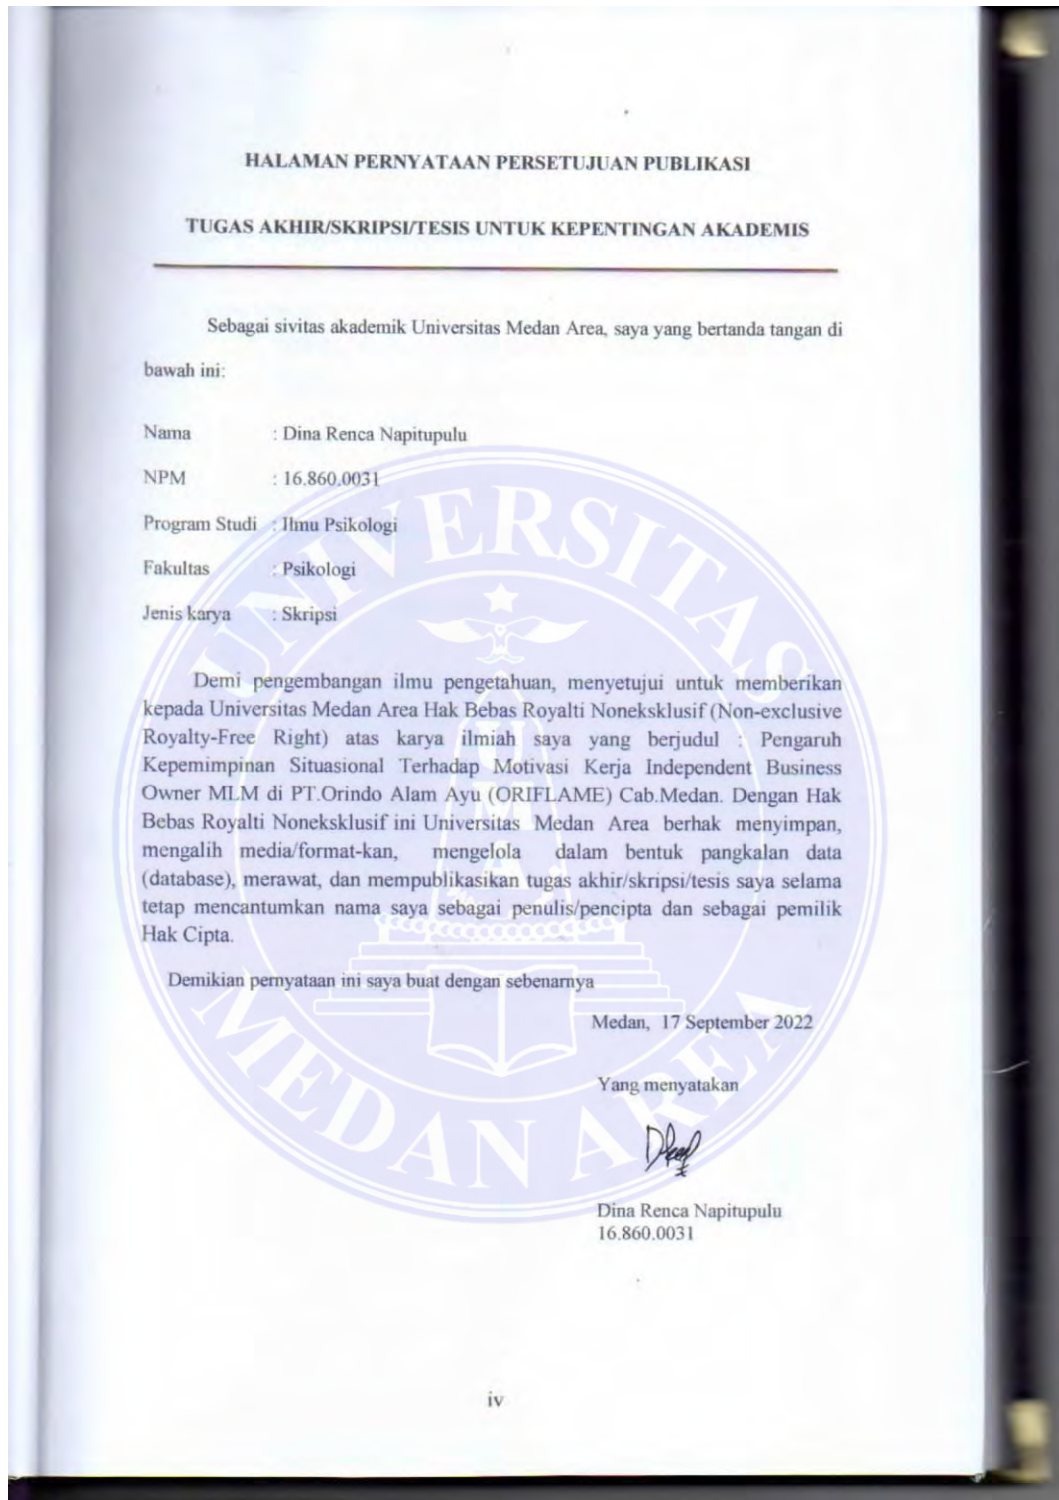 HALAMAN PERNYATAAN PERSETUJUAN PUBLIKASI
TUGAS AKHIR/SKRIPSI/TESIS UNTUK KEPENTINGAN AKADEMIS
Sebagai sivitas akademik Universitas Medan Area, saya yang bertanda tangan di
bawah ini:
Nama : Dina Renca Napitupulu
NPM : 16.860.0031
Program Studi : Ilmu Psikologi
Fakultas : Psikologi
Jenis karya : Skripsi
Demi pengembangan ilmu pengetahuan, menyetujui untuk memberikan
kepada Universitas Medan Area Hak Bebas Royalti Noneksklusif (Non-exclusive
Royalty-Free Right) atas karya ilmiah saya yang berjudul : Pengaruh
Kepemimpinan Situasional Terhadap Motivasi Kerja Independent Business
Owner MLM di PT.Orindo Alam Ayu (ORIFLAME) Cab.Medan. Dengan Hak
Bebas Royalti Noneksklusif ini Universitas Medan Area berhak menyimpan,
mengalih media/format-kan, mengelola dalam bentuk pangkalan data
(database), merawat, dan mempublikasikan tugas akhir/skripsi/tesis saya selama
tetap mencantumkan nama saya sebagai penulis/pencipta dan sebagai pemilik
Hak Cipta.
Demikian pernyataan ini saya buat dengan sebenarnya
Medan, 17 September 2022
Yang menyatakan
Dina Renca Napitupulu
16.860.0031
iv
UNIVERSITAS
MEDAN AREA
U
M
A